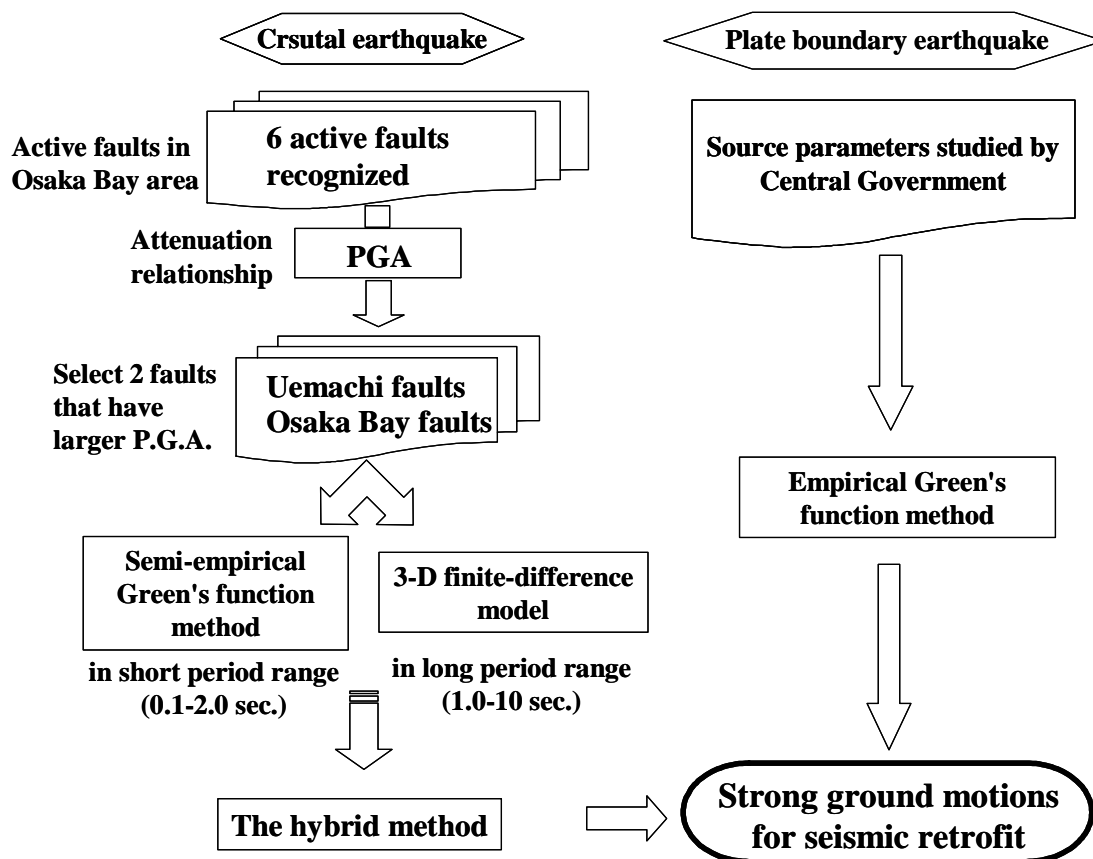 Crsutal earthquake
Plate boundary earthquake
Active faults in
Osaka Bay area
6 active faults
recognized
Source parameters studied by
Central Government
Attenuation
relationship
PGA
Select 2 faults
that have
larger P.G.A.
Uemachi faults
Osaka Bay faults
Empirical Green's
function method
Semi-empirical
Green's function
method
3-D finite-difference
model
in short period range
(0.1-2.0 sec.)
in long period range
(1.0-10 sec.)
The hybrid method
Strong ground motions
for seismic retrofit